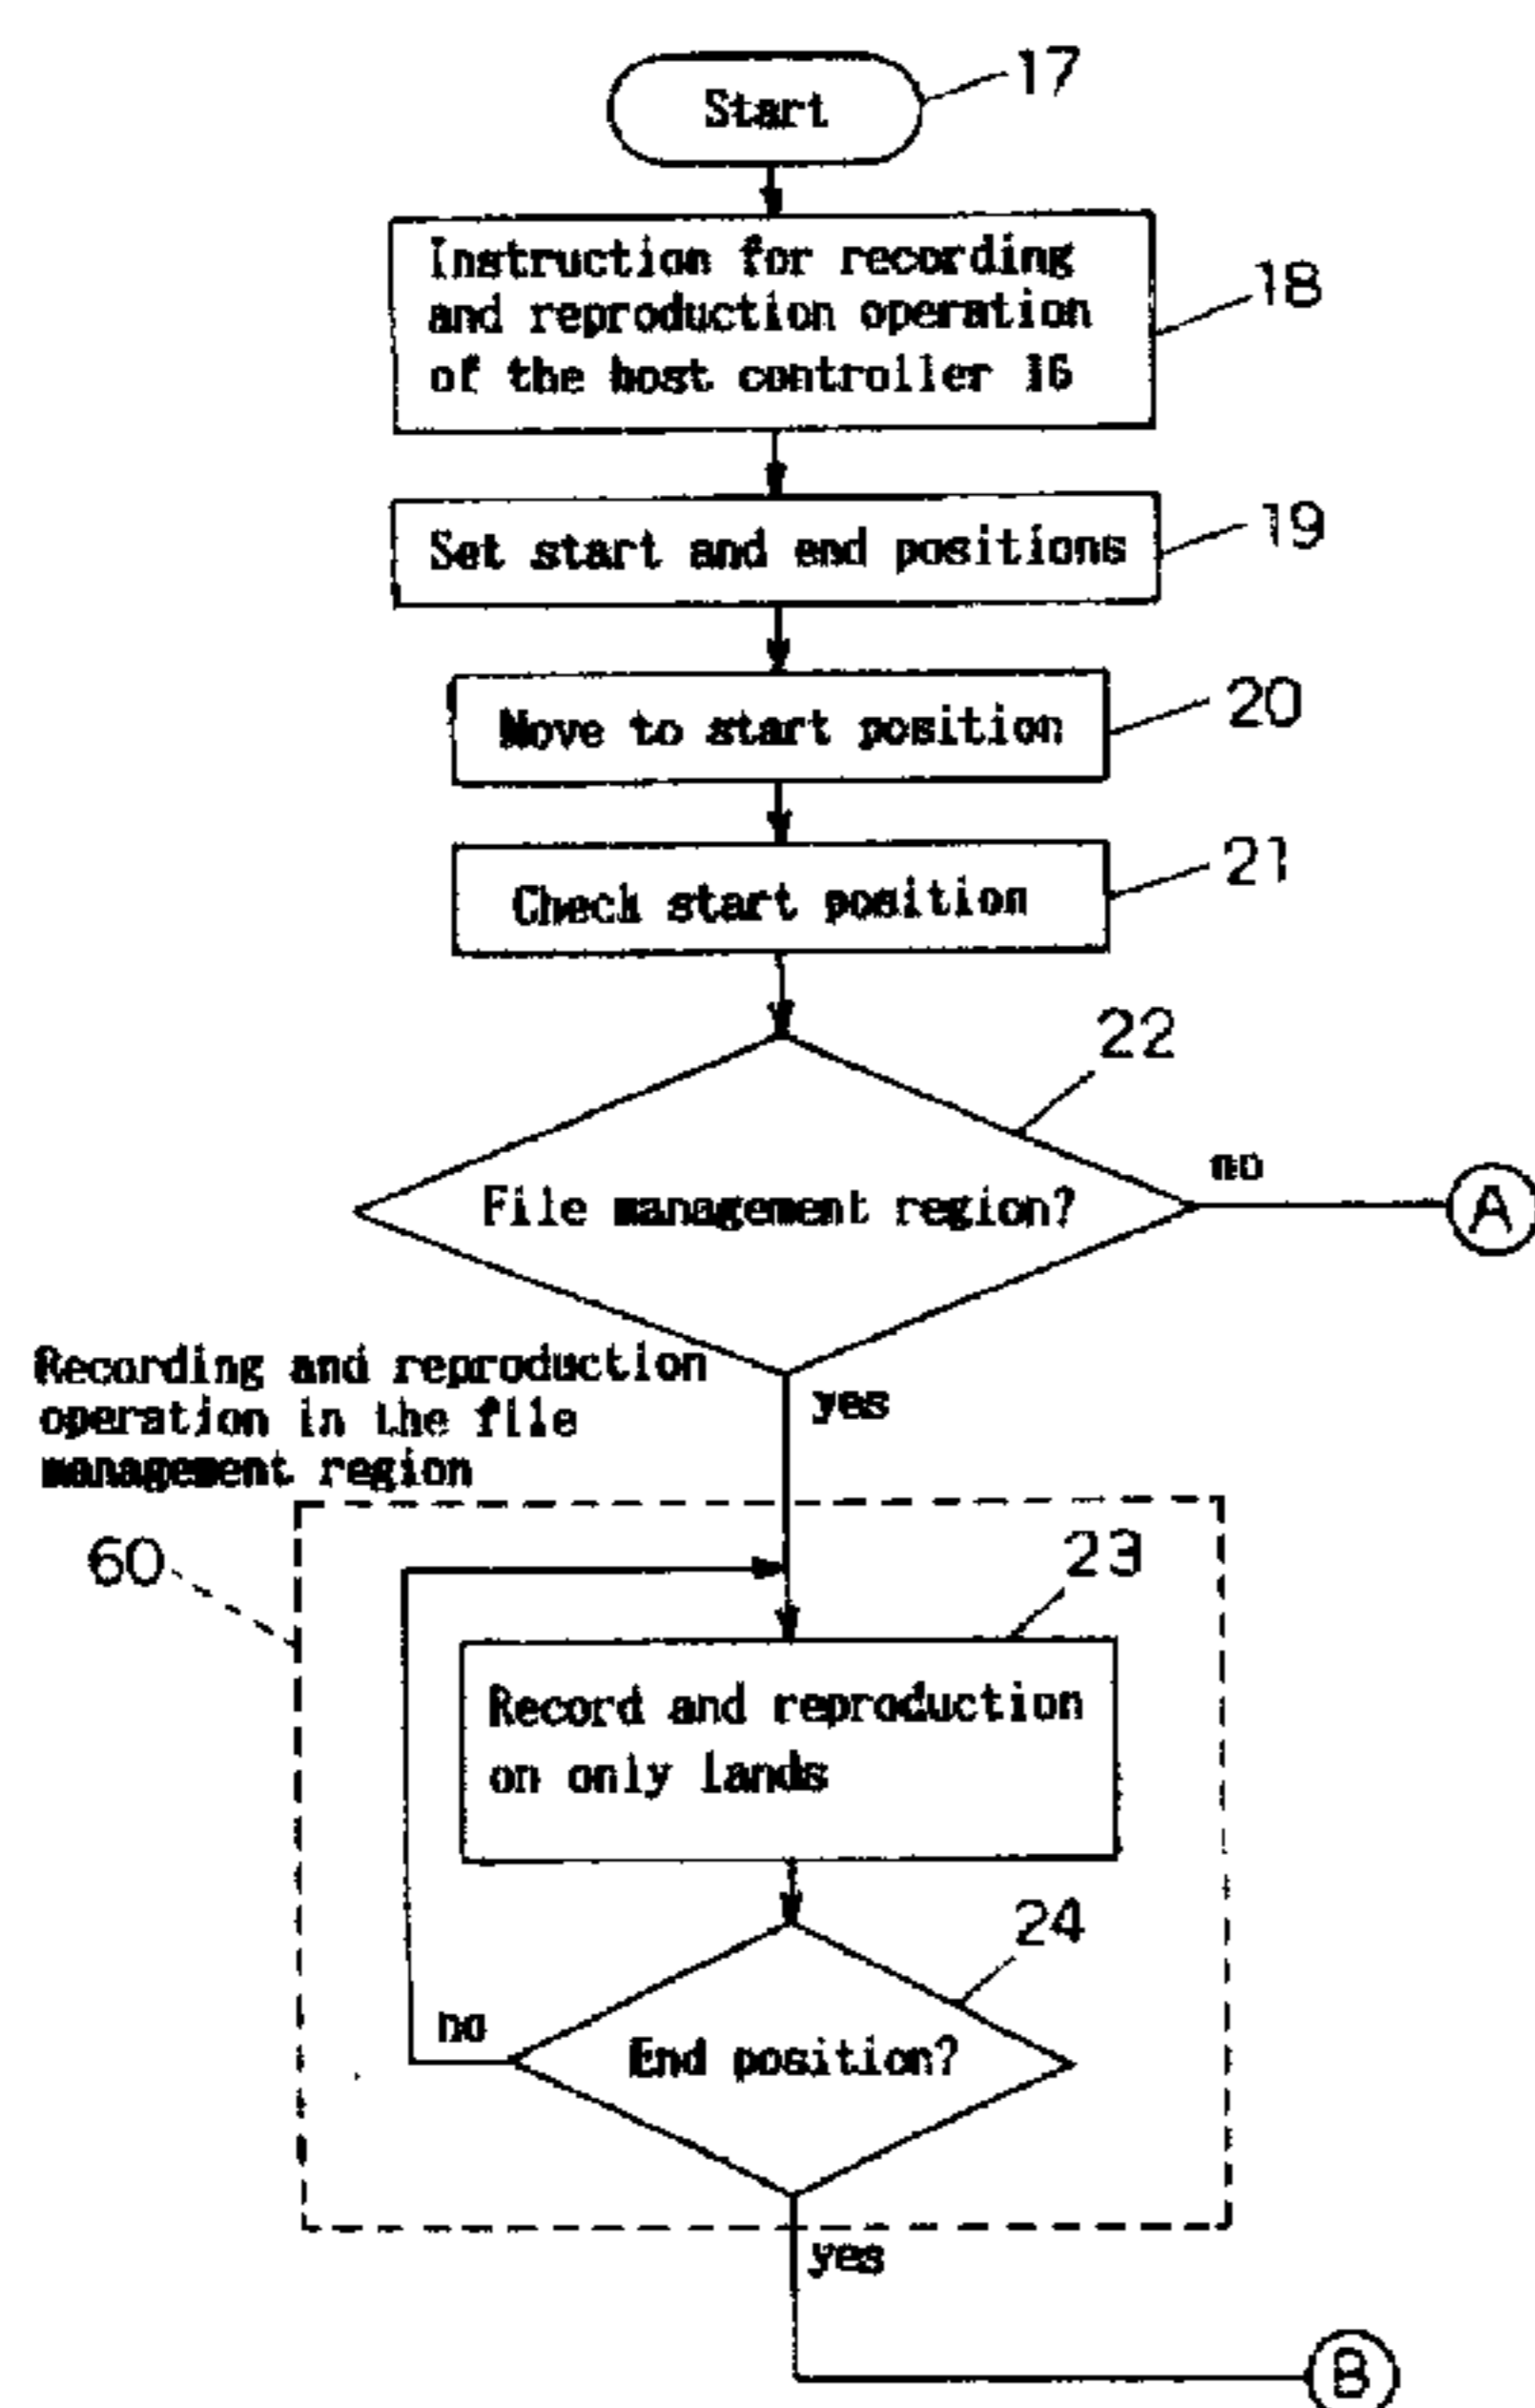 Start
17
Instruction for recording
and reproduction operation
of the host controller 16
18
Set start and end positions
19
Move to start position
20
Check start position
21
22
File management region?
no
A
Recording and reproduction
operation in the file
management region
yes
60
23
Record and reproduction
on only lands
24
no
End position?
yes
B